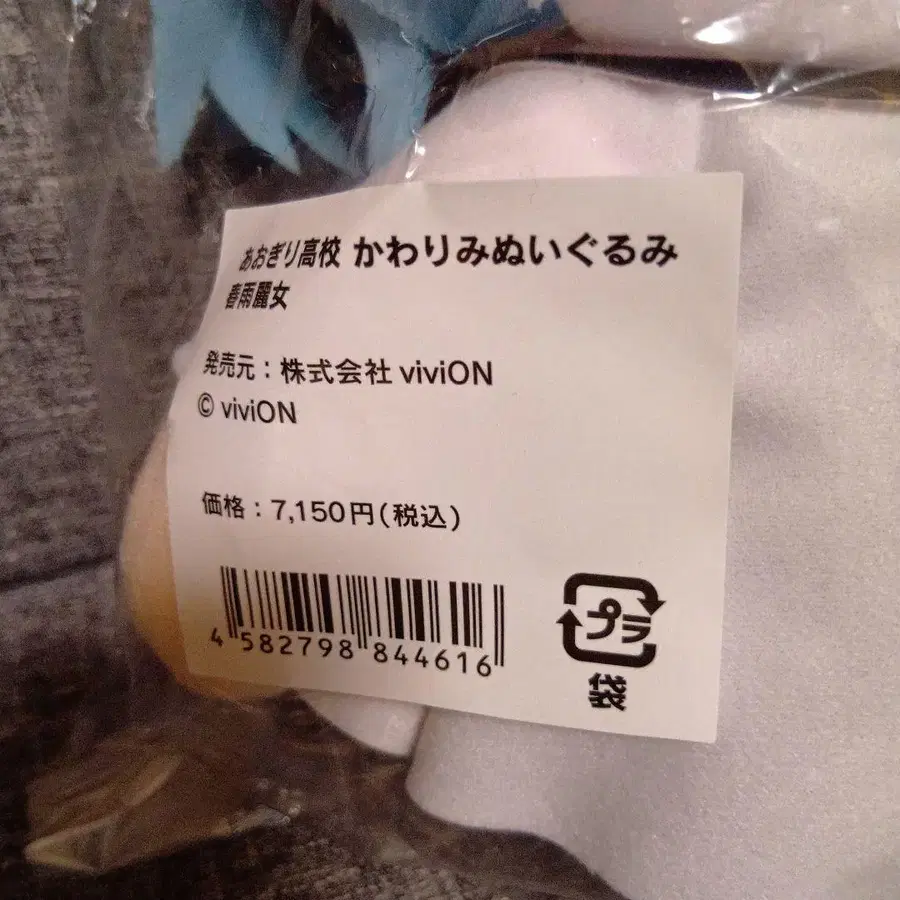 あおぎり高校 かわりみぬいぐるみ
春雨麗女
発売元：株式会社 viviON
© viviON
価格：7,150円(税込)
4 582798 844616
プラ
袋